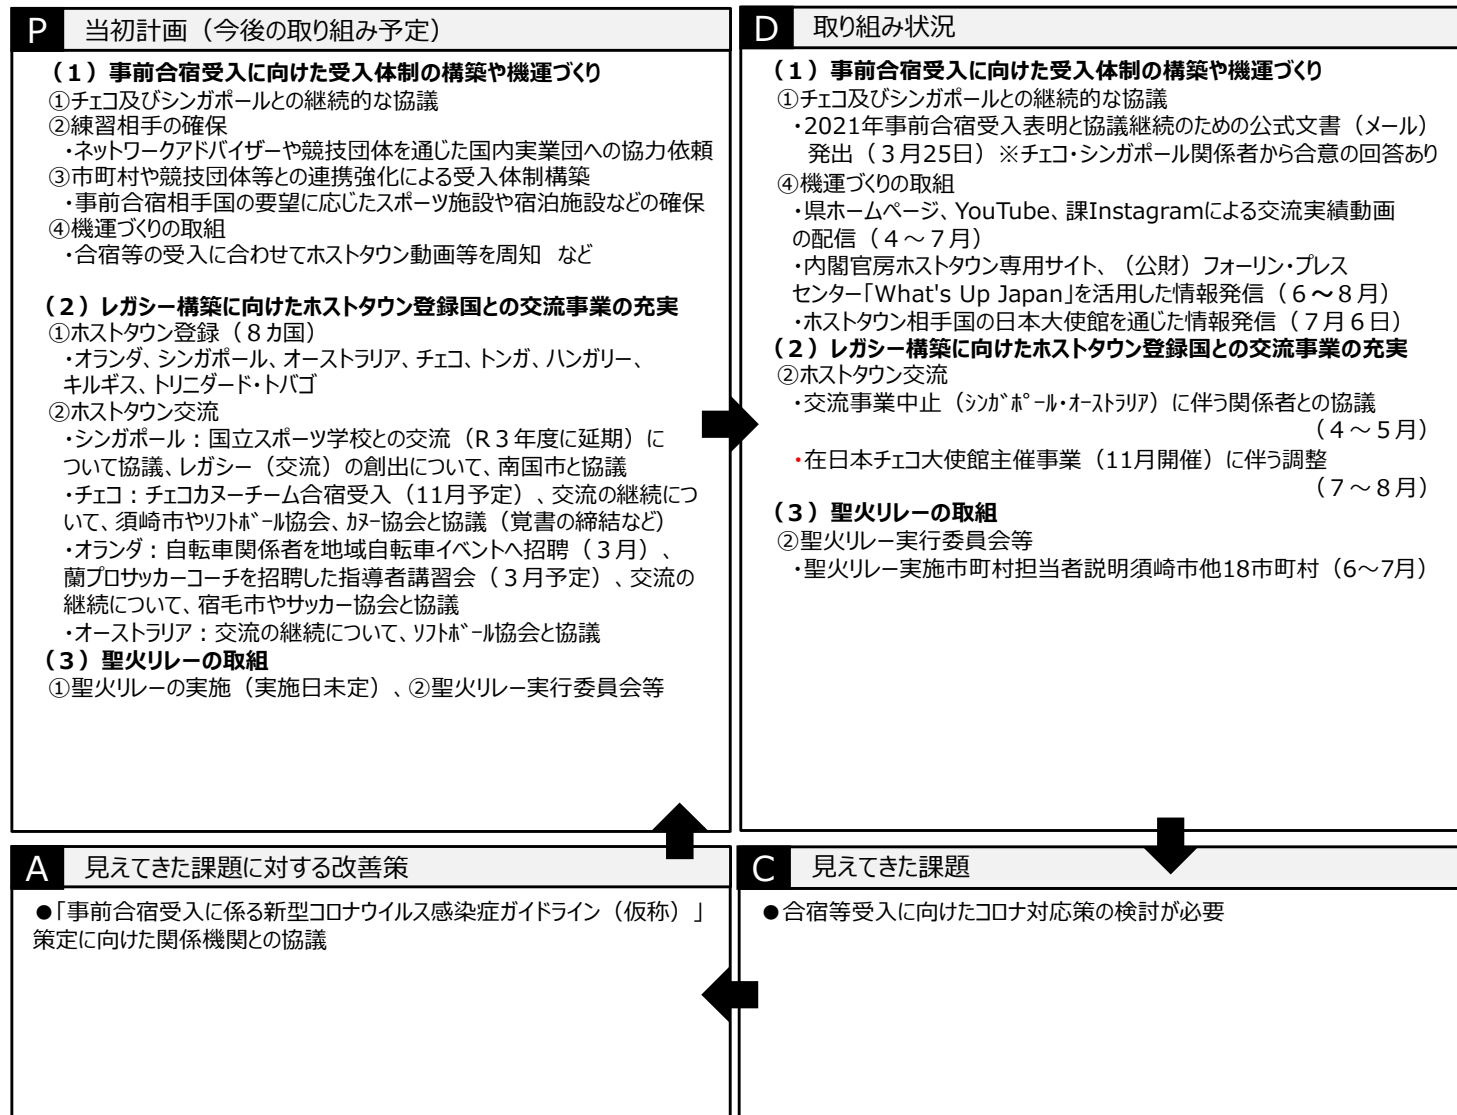 P 当初計画（今後の取り組み予定）
（１）事前合宿受入に向けた受入体制の構築や機運づくり
①チェコ及びシンガポールとの継続的な協議
②練習相手の確保
・ネットワークアドバイザーや競技団体を通じた国内実業団への協力依頼
③市町村や競技団体等との連携強化による受入体制構築
・事前合宿相手国の要望に応じたスポーツ施設や宿泊施設などの確保
④機運づくりの取組
・合宿等の受入に合わせてホストタウン動画等を周知　など
（２）レガシー構築に向けたホストタウン登録国との交流事業の充実
①ホストタウン登録（８カ国）
・オランダ、シンガポール、オーストラリア、チェコ、トンガ、ハンガリー、
キルギス、トリニダード・トバゴ
②ホストタウン交流
・シンガポール：国立スポーツ学校との交流（R３年度に延期）に
ついて協議、レガシー（交流）の創出について、南国市と協議
・チェコ：チェコカヌーチーム合宿受入（11月予定）、交流の継続につ
いて、須崎市やｿﾌﾄﾎﾞｰﾙ協会、ｶﾇｰ協会と協議（覚書の締結など）
・オランダ：自転車関係者を地域自転車イベントへ招聘（３月）、
蘭プロサッカーコーチを招聘した指導者講習会（３月予定）、交流の
継続について、宿毛市やサッカー協会と協議
・オーストラリア：交流の継続について、ｿﾌﾄﾎﾞｰﾙ協会と協議
（３）聖火リレーの取組
①聖火リレーの実施（実施日未定）、②聖火リレー実行委員会等
D 取り組み状況
（１）事前合宿受入に向けた受入体制の構築や機運づくり
①チェコ及びシンガポールとの継続的な協議
・2021年事前合宿受入表明と協議継続のための公式文書（メール）
発出（３月25日）※チェコ・シンガポール関係者から合意の回答あり
④機運づくりの取組
・県ホームページ、YouTube、課Instagramによる交流実績動画
の配信（４～７月）
・内閣官房ホストタウン専用サイト、（公財）フォーリン・プレス
センター「What's Up Japan」を活用した情報発信（６～８月）
・ホストタウン相手国の日本大使館を通じた情報発信（７月６日）
（２）レガシー構築に向けたホストタウン登録国との交流事業の充実
②ホストタウン交流
・交流事業中止（ｼﾝｶﾞﾎﾟｰﾙ・ｵｰｽﾄﾗﾘｱ）に伴う関係者との協議
（４～５月）
・在日本チェコ大使館主催事業（11月開催）に伴う調整
（７～８月）
（３）聖火リレーの取組
②聖火リレー実行委員会等
・聖火リレー実施市町村担当者説明須崎市他18市町村（6～7月）
A 見えてきた課題に対する改善策
●「事前合宿受入に係る新型コロナウイルス感染症ガイドライン（仮称）」
策定に向けた関係機関との協議
C 見えてきた課題
●合宿等受入に向けたコロナ対応策の検討が必要